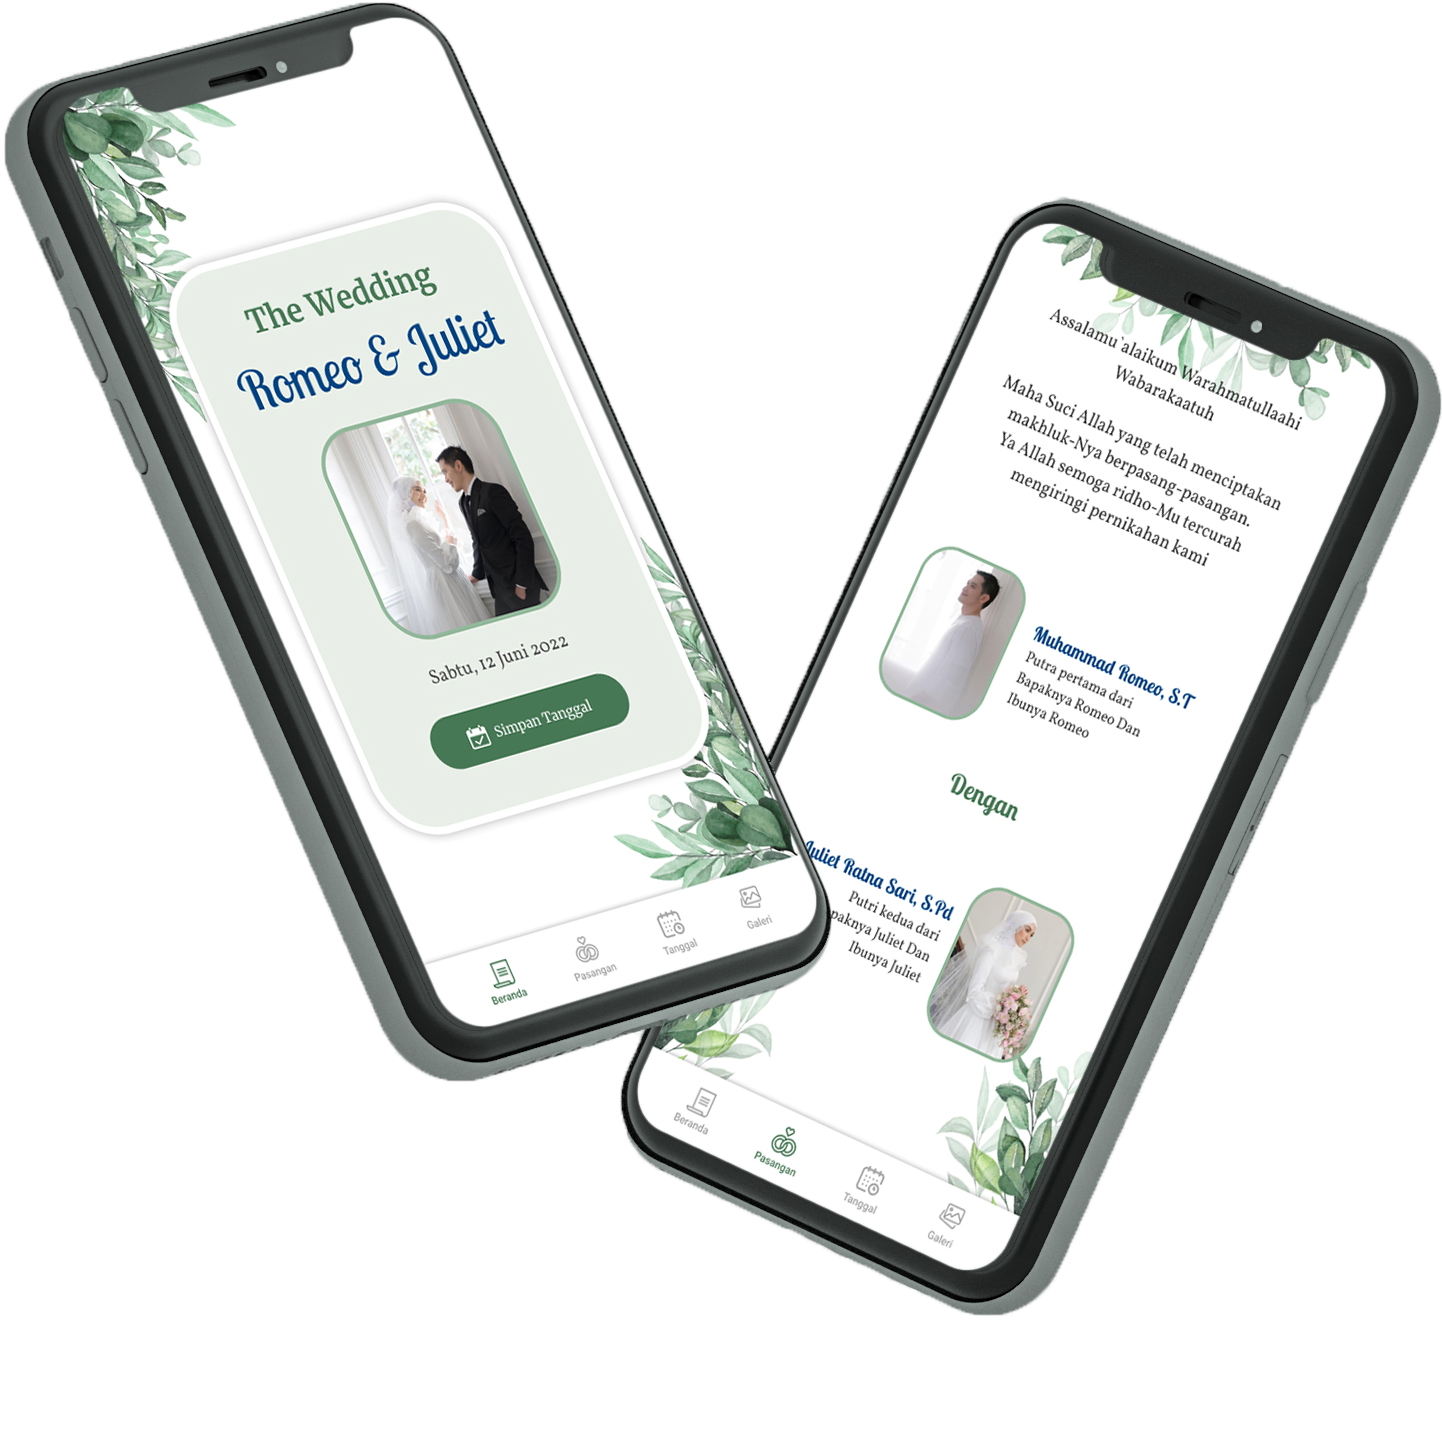 The Wedding
Romeo & Juliet
Sabtu, 12 Juni 2022
Simpan Tanggal
Beranda
Pasangan
Tanggal
Galeri
Assalamu'alaikum Warahmatullaahi
Wabarakaatuh
Maha Suci Allah yang telah menciptakan
makhluk-Nya berpasang-pasangan.
Ya Allah semoga ridho-Mu tercurah
mengiringi pernikahan kami
Muhammad Romeo, S.T
Putra pertama dari
Bapaknya Romeo Dan
Ibunya Romeo
Dengan
Juliet Ratna Sari, S.Pd
Putri kedua dari
paknya Juliet Dan
Ibunya Juliet
Beranda
Pasangan
Tanggal
Galeri